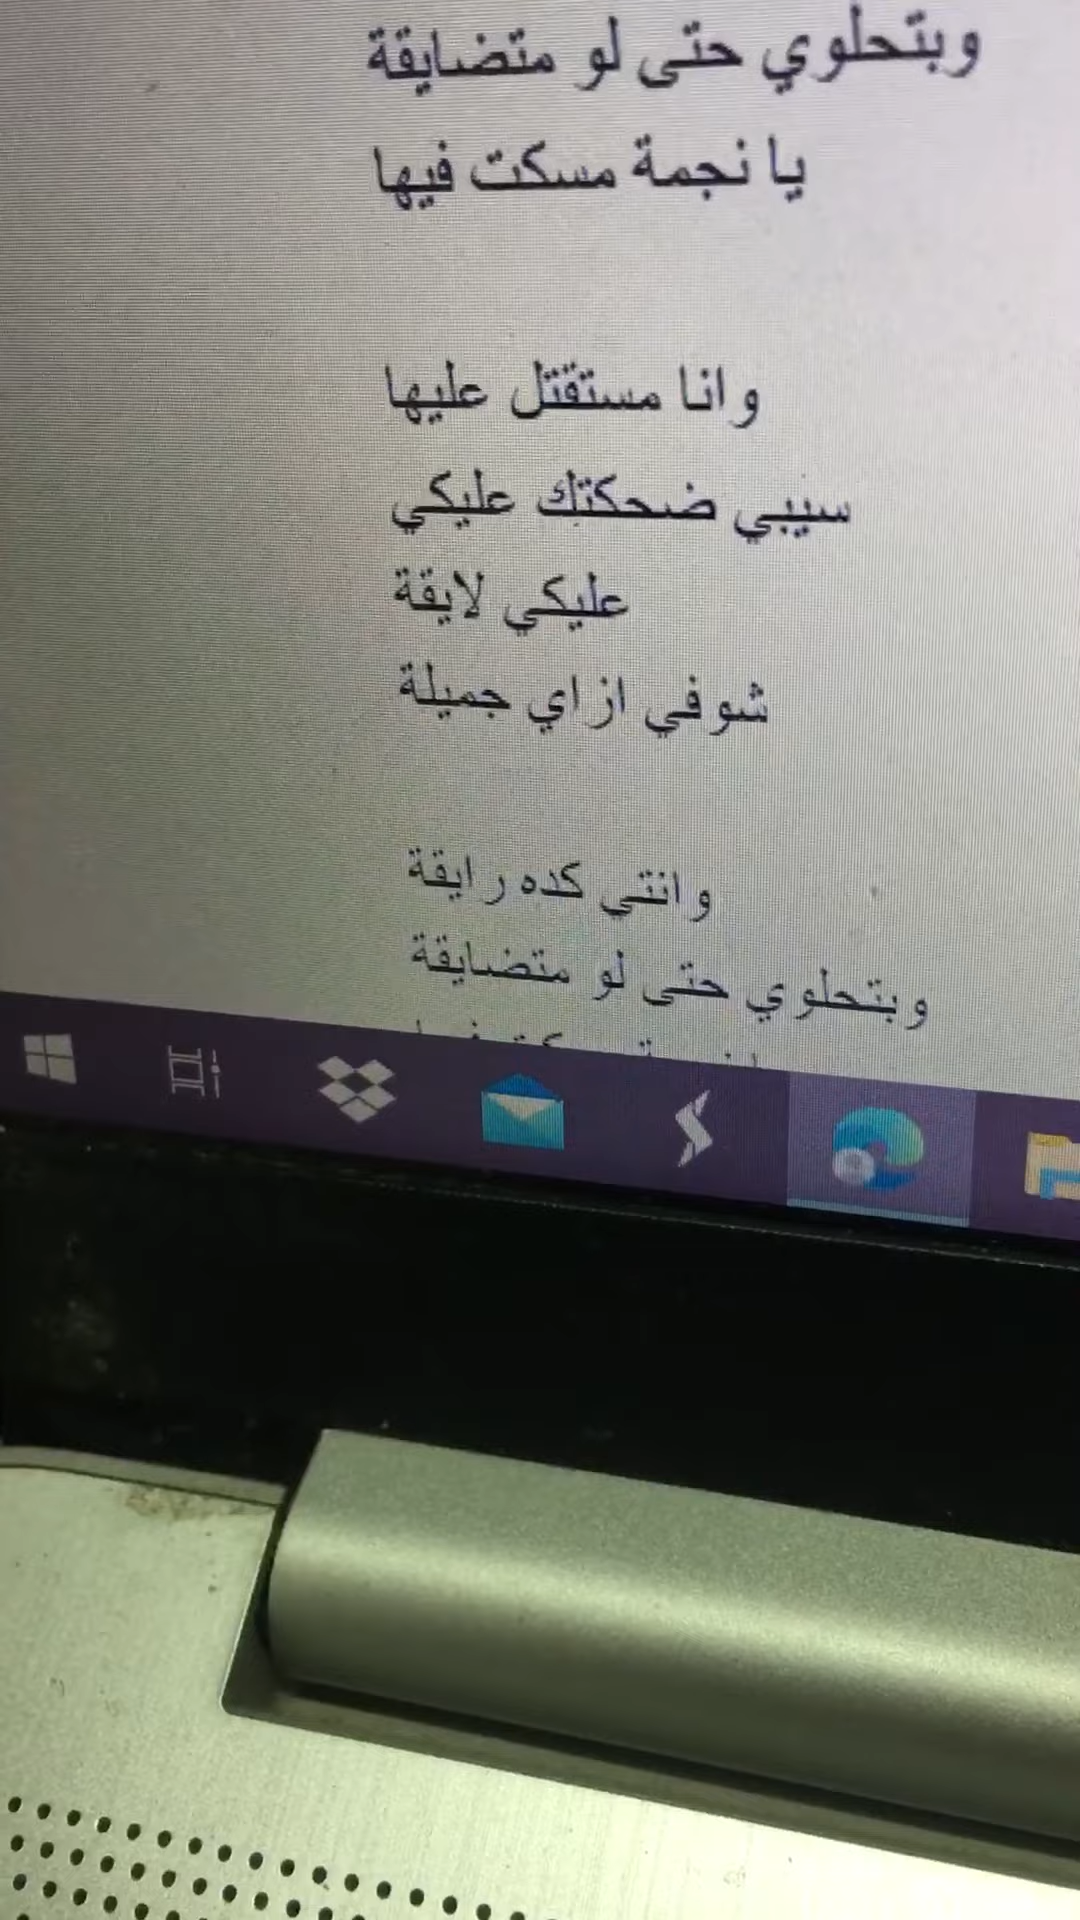 وبتحلوي حتى لو متضايقة
يا نجمة مسكت فيها
وانا مستقتل عليها
سيبي ضحكتك عليكي
عليكي لايقة
شوفي ازاي جميلة
وانتي كده رايقة
وبتحلوي حتى لو متضايقة